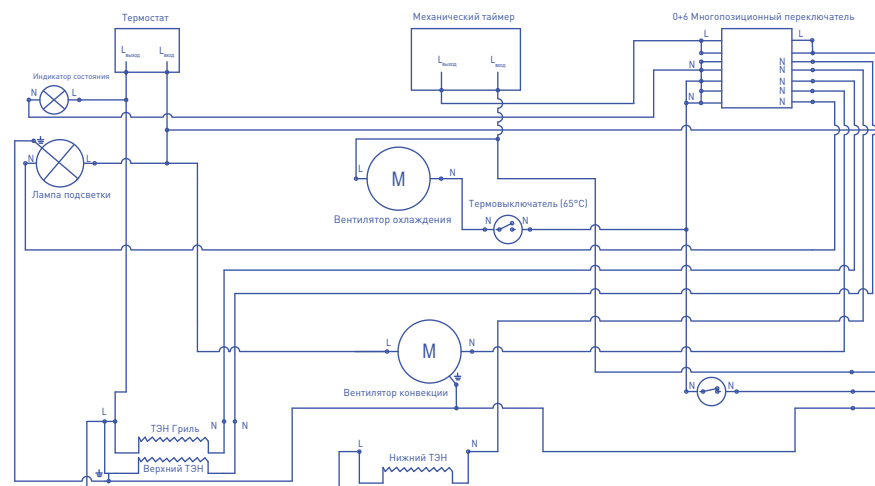 Термостат
Механический таймер
0+6 Многопозиционный переключатель
L выход
L вход
L выход
L вход
L
L
N
N
N
N
N
N
Индикатор состояния
N
L
N
L
Лампа подсветки
L
M
N
Вентилятор охлаждения
Термовыключатель (65°C)
N
N
L
M
N
Вентилятор конвекции
N
N
L
ТЭН Гриль
N
N
Верхний ТЭН
L
Нижний ТЭН
N